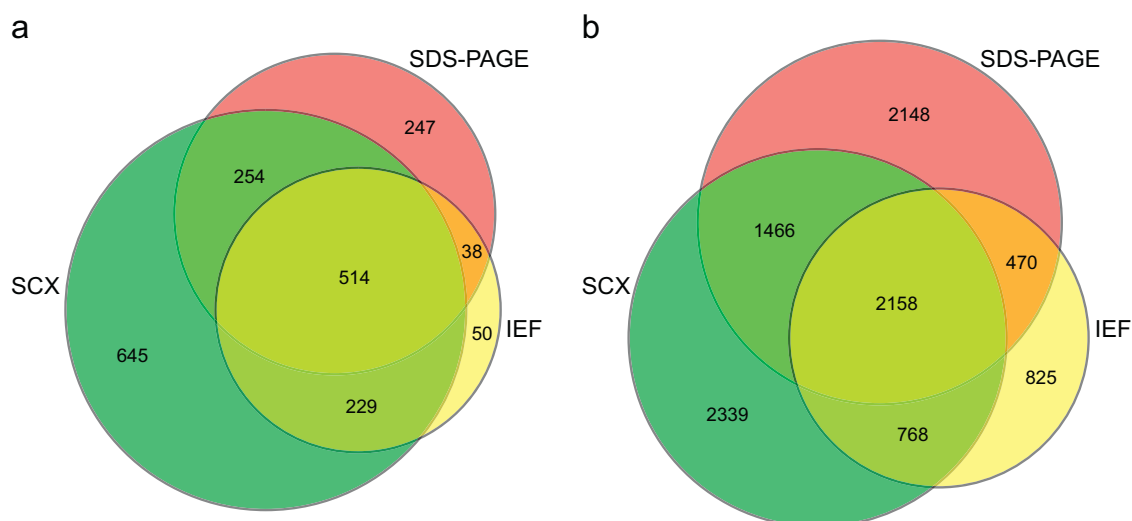 a
SDS-PAGE
247
254
38
514
SCX
50
IEF
645
229
b
SDS-PAGE
2148
1466
470
2158
SCX
IEF
825
2339
768